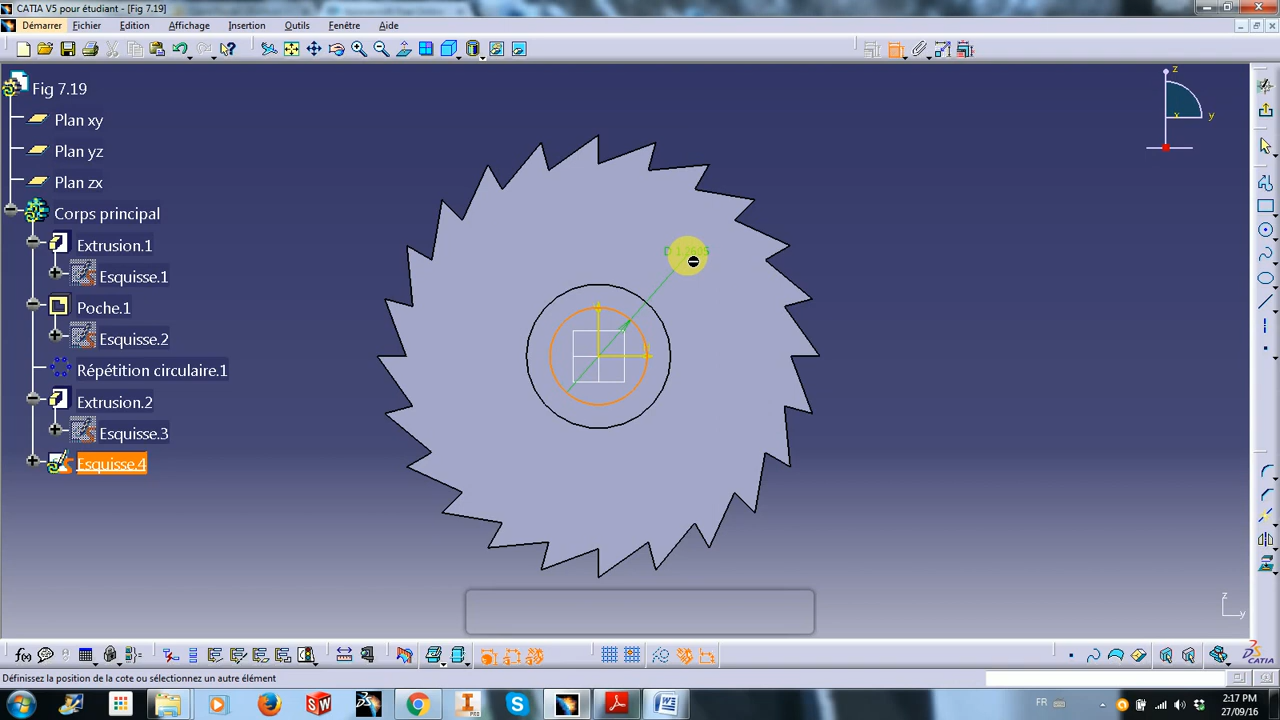 CATIA V5 pour étudiant - [Fig 7.19]
Démarrer Fichier Edition Affichage Insertion Outils Fenêtre Aide
Fig 7.19
z
x
y
Plan xy
Plan yz
Plan zx
Corps principal
Extrusion.1
Esquisse.1
Poche.1
Esquisse.2
Répétition circulaire.1
Extrusion.2
Esquisse.3
Esquisse.4
z
y
f(x)
CATIA
Définissez la position de la cote ou sélectionnez un autre élément
FR
2:17 PM
27/09/16